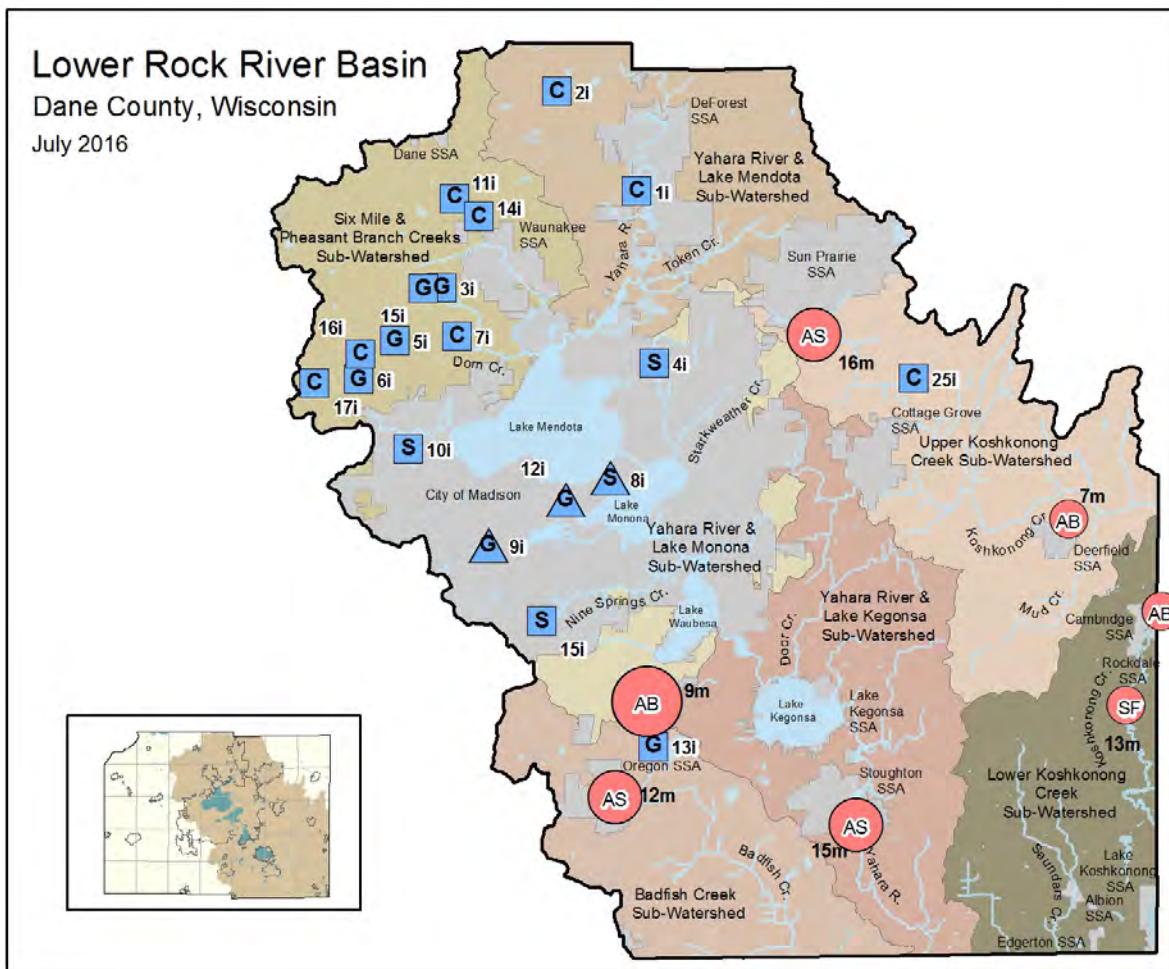 Lower Rock River Basin
Dane County, Wisconsin
July 2016
C
2i
DeForest
SSA
Dane SSA
Yahara River &
Lake Mendota
Sub-Watershed
11i
C
C
14i
C
1i
Six Mile &
Pheasant Branch Creeks
Sub-Watershed
Waunakee
SSA
Yahara R.
Token Cr.
Sun Prairie
SSA
G
G
3i
15i
16i
G
5i
C
7i
AS
16m
C
G
6i
Dorn Cr.
S
4i
C
25i
C
17i
Starkweather Cr.
Cottage Grove
SSA
Lake Mendota
Upper Koshkonong
Creek Sub-Watershed
S
10i
12i
S
8i
City of Madison
G
Lake
Monona
7m
AB
Koshkonong Cr.
G
9i
Yahara River &
Lake Monona
Sub-Watershed
Deerfield
SSA
Yahara River &
Lake Kegonsa
Sub-Watershed
Mud Cr.
Nine Springs Cr.
S
15i
Lake
Waubesa
Door Cr.
Cambridge
SSA
AB
Rockdale
SSA
AB
9m
Lake
Kegonsa
Lake
Kegonsa
SSA
Koshkonong Cr.
SF
13m
G
13i
Oregon SSA
Stoughton
SSA
Lower Koshkonong
Creek
Sub-Watershed
AS
12m
AS
15m
Yahara R.
Badfish Cr.
Saunders Cr.
Lake
Koshkonong
SSA
Badfish Creek
Sub-Watershed
Albion
SSA
Edgerton SSA